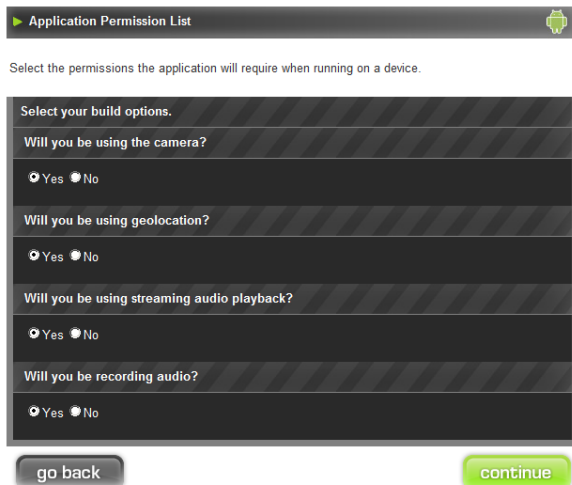 Application Permission List
Select the permissions the application will require when running on a device.
Select your build options.
Will you be using the camera?
Yes No
Will you be using geolocation?
Yes No
Will you be using streaming audio playback?
Yes No
Will you be recording audio?
Yes No
go back continue